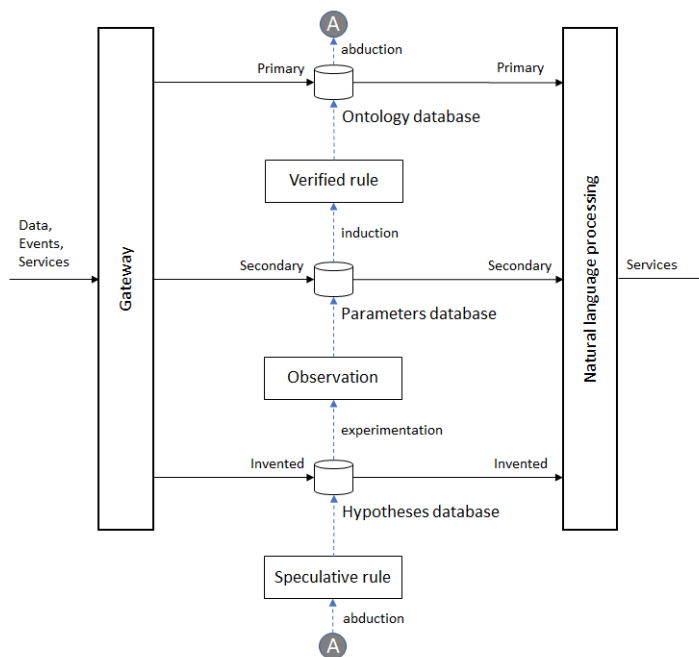 A
abduction
Primary
Primary
Ontology database
Verified rule
Data,
Events,
Services
induction
Gateway
Secondary
Secondary
Services
Natural language processing
Parameters database
Observation
experimentation
Invented
Invented
Hypotheses database
Speculative rule
abduction
A